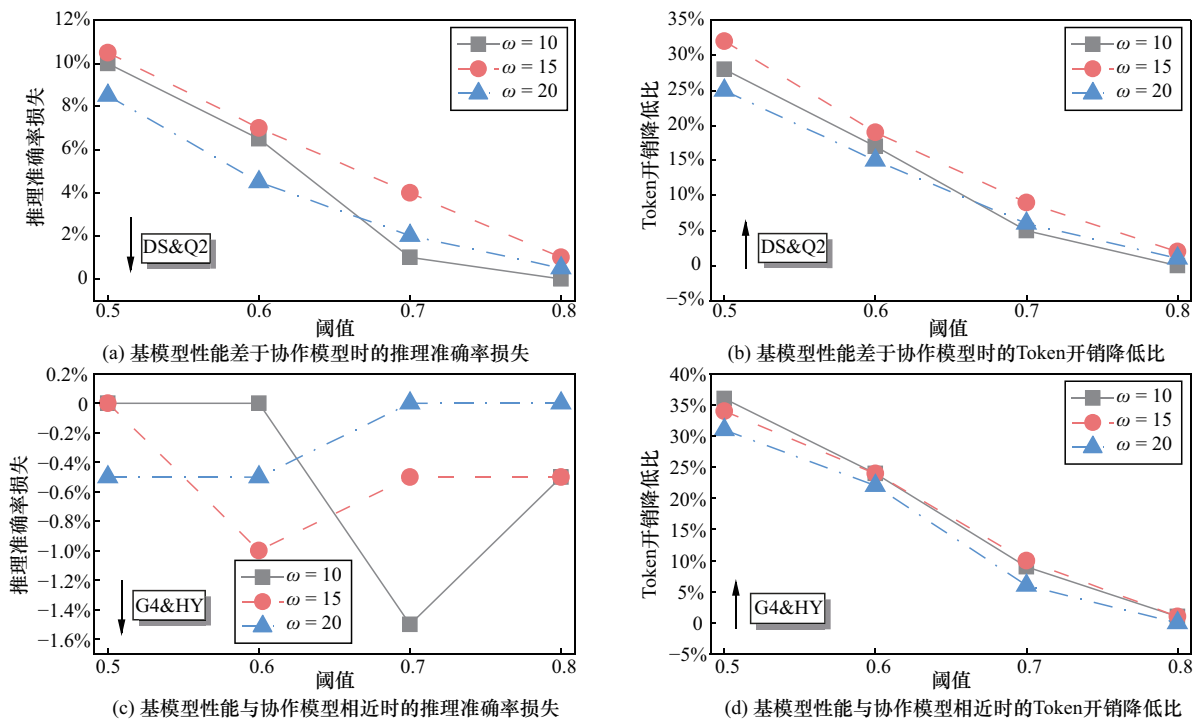 12%
10%
8%
6%
4%
2%
0
推理准确率损失
ω = 10
ω = 15
ω = 20
DS&Q2
0.5 0.6 0.7 0.8
阈值
(a) 基模型性能差于协作模型时的推理准确率损失
35%
30%
25%
20%
15%
10%
5%
0
−5%
Token开销降低比
ω = 10
ω = 15
ω = 20
DS&Q2
0.5 0.6 0.7 0.8
阈值
(b) 基模型性能差于协作模型时的Token开销降低比
0.2%
0
−0.2%
−0.4%
−0.6%
−0.8%
−1.0%
−1.2%
−1.4%
−1.6%
推理准确率损失
ω = 10
ω = 15
ω = 20
G4&HY
0.5 0.6 0.7 0.8
阈值
(c) 基模型性能与协作模型相近时的推理准确率损失
40%
35%
30%
25%
20%
15%
10%
5%
0
−5%
Token开销降低比
ω = 10
ω = 15
ω = 20
G4&HY
0.5 0.6 0.7 0.8
阈值
(d) 基模型性能与协作模型相近时的Token开销降低比